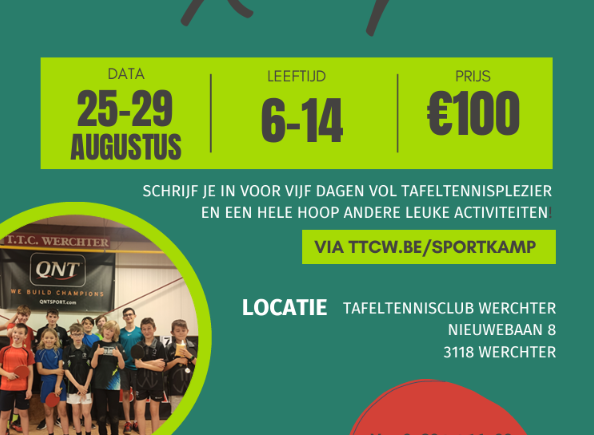 DATA
25-29
AUGUSTUS
LEEFTIJD
6-14
PRIJS
€100
SCHRIJF JE IN VOOR VIJF DAGEN VOL TAFELTENNISPLEZIER
EN EEN HELE HOOP ANDERE LEUKE ACTIVITEITEN!
VIA TTCW.BE/SPORTKAMP
T.T.C. WERCHTER
QNT
WE BUILD CHAMPIONS
QNTSPORT.com
LOCATIE TAFELTENNISCLUB WERCHTER
NIEUWEBAAN 8
3118 WERCHTER